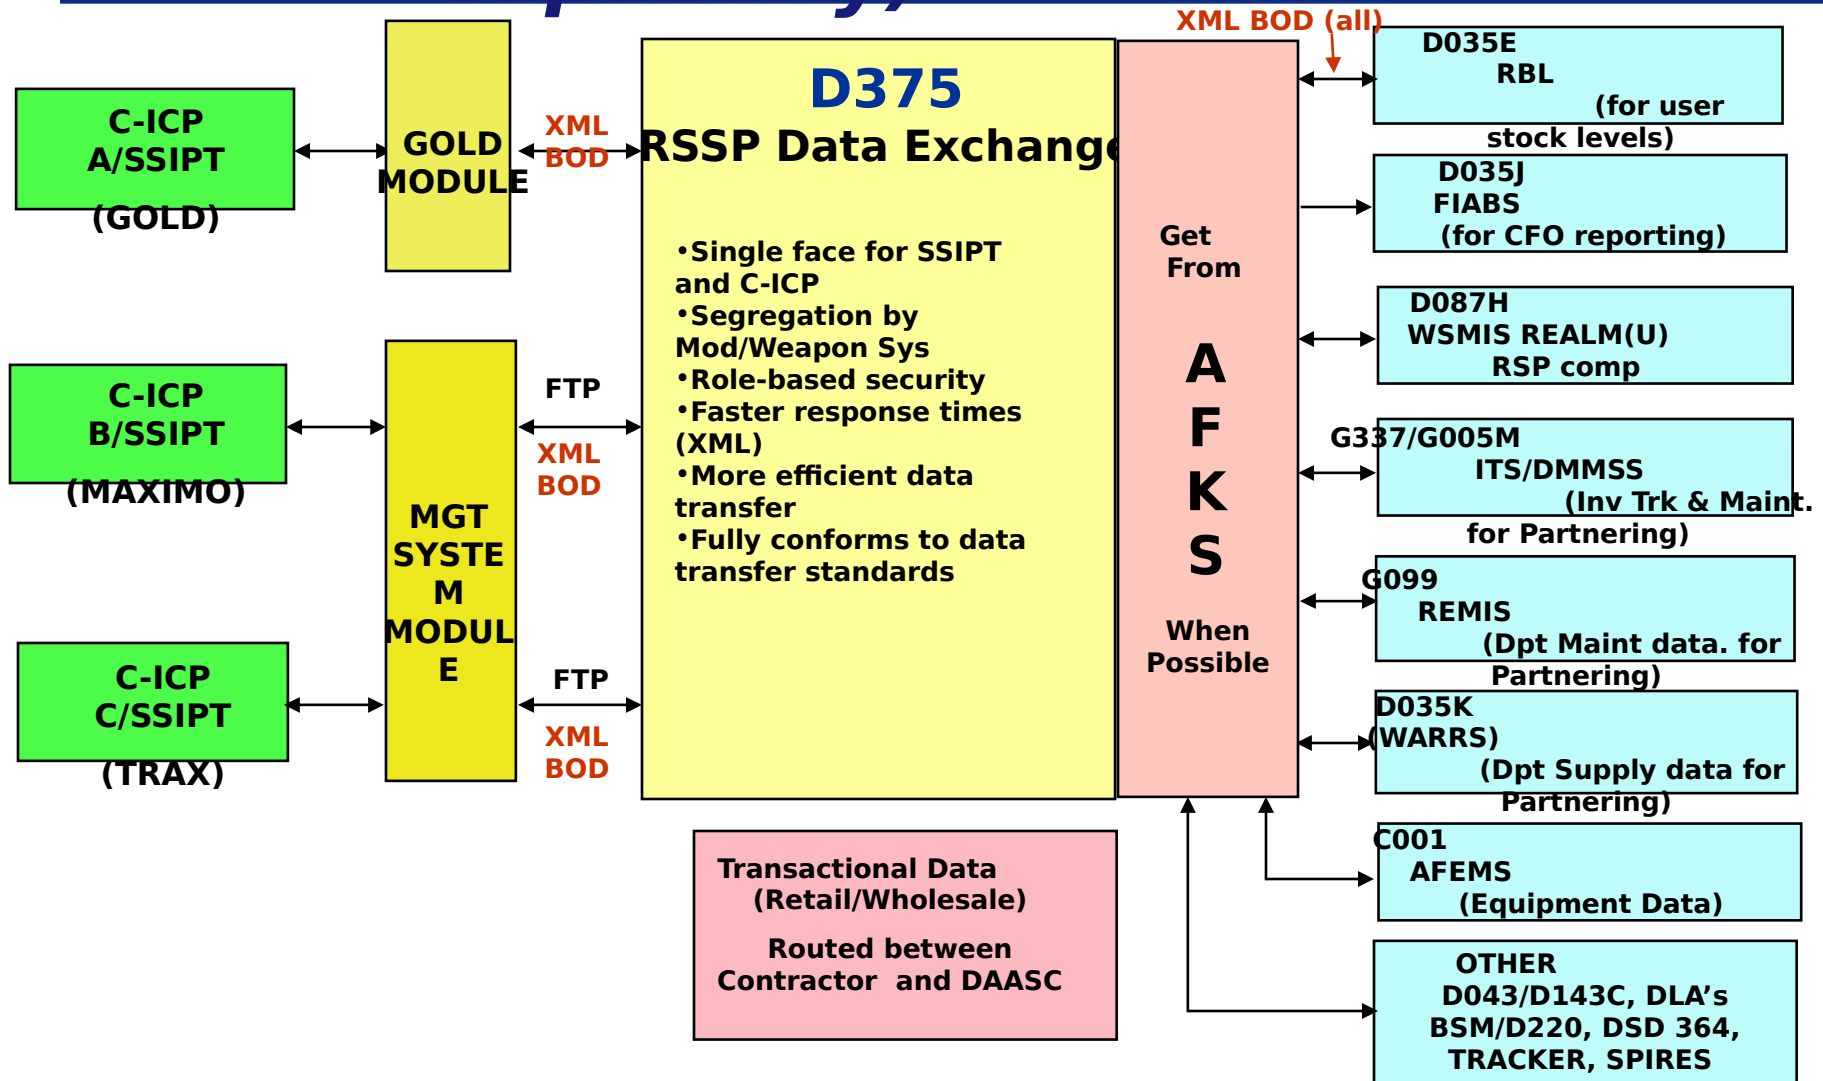 XML BOD (all)
C-ICP
A/SSIPT
(GOLD)
GOLD
MODULE
XML
BOD
C-ICP
B/SSIPT
(MAXIMO)
C-ICP
C/SSIPT
(TRAX)
MGT
SYSTE
M
MODUL
E
FTP
XML
BOD
FTP
XML
BOD
D375
RSSP Data Exchange
•Single face for SSIPT
and C-ICP
•Segregation by
Mod/Weapon Sys
•Role-based security
•Faster response times
(XML)
•More efficient data
transfer
•Fully conforms to data
transfer standards
Get
From
A
F
K
S
When
Possible
D035E
RBL
(for user
stock levels)
D035J
FIABS
(for CFO reporting)
D087H
WSMIS REALM(U)
RSP comp
G337/G005M
ITS/DMMSS
(Inv Trk & Maint.
for Partnering)
G099
REMIS
(Dpt Maint data. for
Partnering)
D035K
(WARRS)
(Dpt Supply data for
Partnering)
C001
AFEMS
(Equipment Data)
OTHER
D043/D143C, DLA’s
BSM/D220, DSD 364,
TRACKER, SPIRES
Transactional Data
(Retail/Wholesale)
Routed between
Contractor  and DAASC